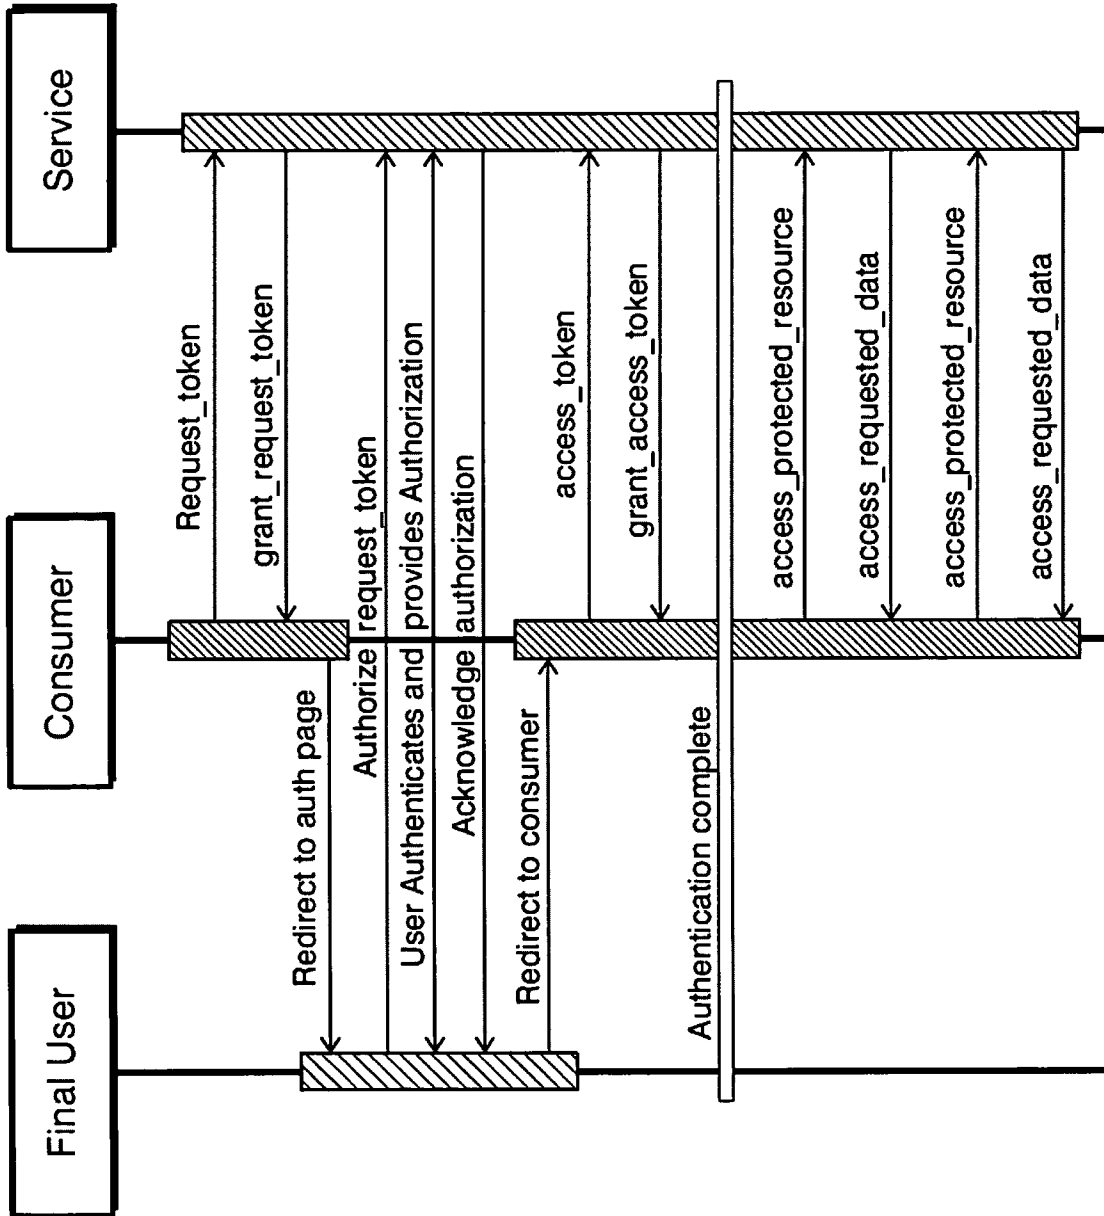 Final User
Consumer
Service
Request_token
grant_request_token
Redirect to auth page
Authorize request_token
User Authenticates and provides Authorization
Acknowledge authorization
Redirect to consumer
access_token
grant_access_token
Authentication complete
access_protected_resource
access_requested_data
access_protected_resource
access_requested_data